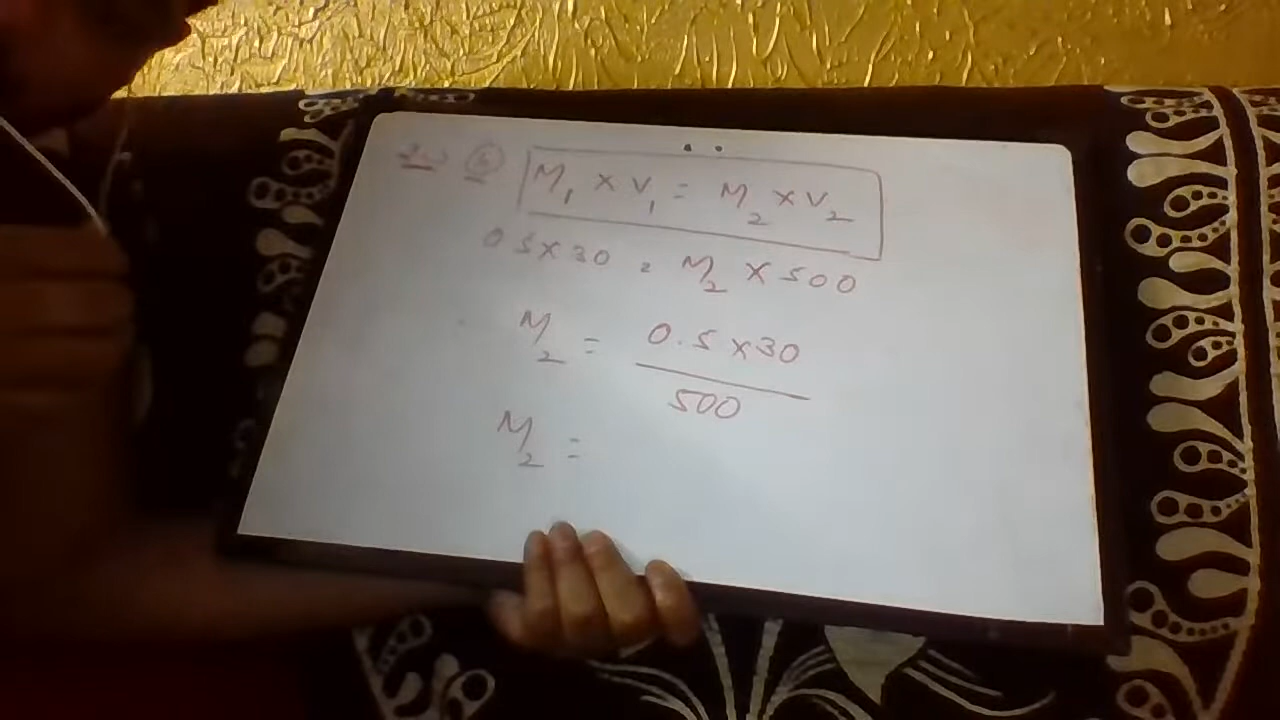 M₁ x V₁ = M₂ x V₂
0.5 x 30 = M₂ x 500
M₂ = 0.5 x 30
500
M₂ =